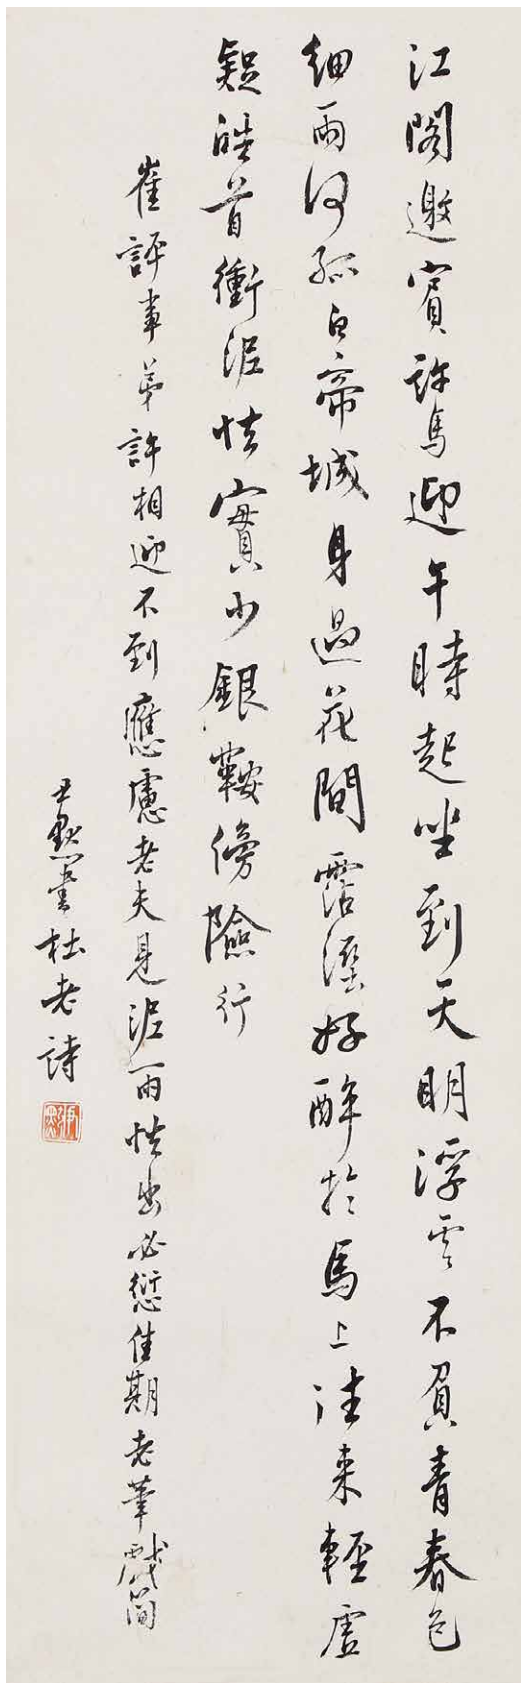 江閣邀賓許馬迎午時起坐到天明浮雲不負青春色
細雨何孤白帝城身過花間霑溼好醉於馬上往來輕虛
疑皓首衝泥怯實少銀鞍傍險行
崔評事弟許相迎不到應慮老夫見泥雨怯出必愆佳期老筆戲簡
尹默書杜老詩